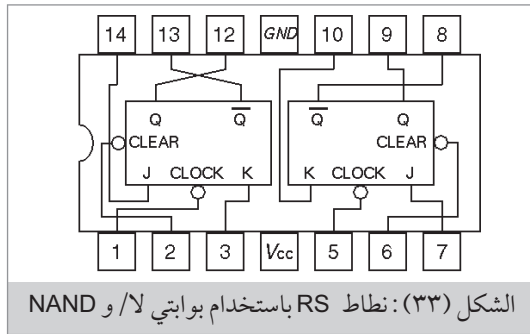 14 13 12 GND 10 9 8
Q Q Q Q
CLEAR CLEAR
J CLOCK K K CLOCK J
1 2 3 Vcc 5 6 7
الشكل (٣٣): نطاط RS باستخدام بوابتي لا/ و NAND